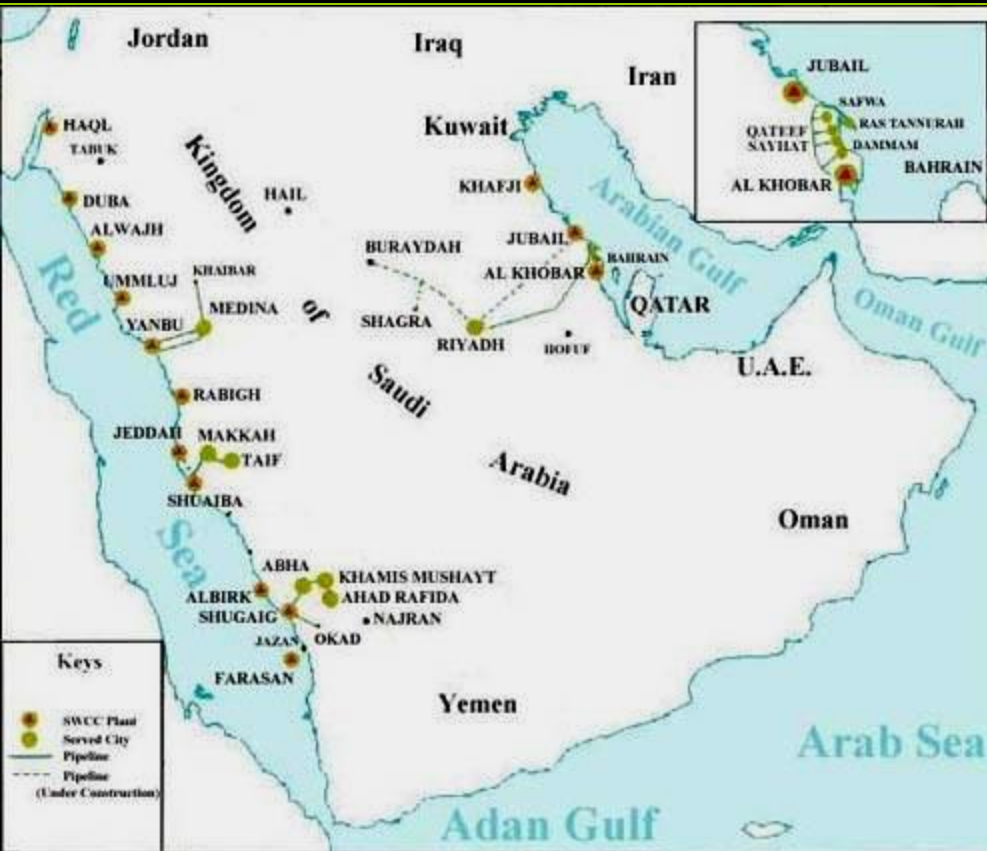 Jordan
Iraq
Iran
Kuwait
JUBAIL
SAFWA
RAS TANNURAH
QATEEF
SAYHAT
DAMMAM
BAHRAIN
AL KHOBAR
HAQL
TABUK
Kingdom
HAIL
KHAFJI
Arabian Gulf
DUBA
ALWAJH
BURAYDAH
JUBAIL
BAHRAIN
AL KHOBAR
Red
UMMLUJ
KHAIBAR
MEDINA
of
QATAR
Oman Gulf
YANBU
SHAGRA
RIYADH
HOFUF
U.A.E.
Saudi
RABIGH
JEDDAH
MAKKAH
TAIF
Arabia
SHUAIBA
Oman
Sea
ABHA
KHAMIS MUSHAYT
ALBIRK
AHAD RAFIDA
SHUGAIG
NAJRAN
JAZAN
OKAD
FARASAN
Yemen
Arab Sea
Adan Gulf
Keys
SWCC Plant
Served City
Pipeline
Pipeline
(Under Construction)